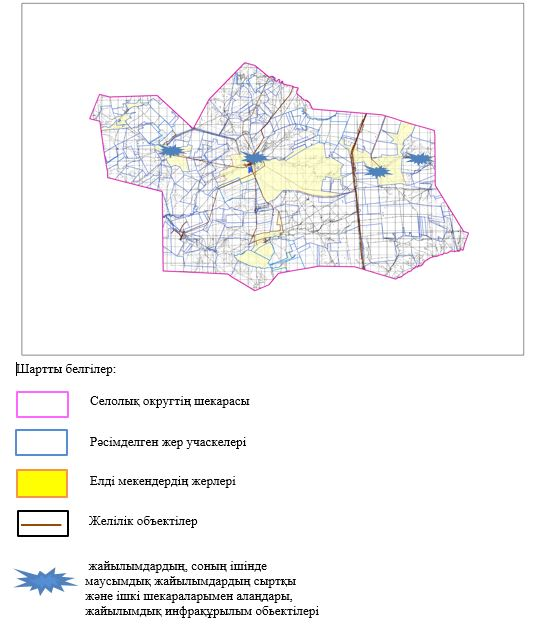 Шартты белгілер:
Селолық округтің шекарасы
Рәсімделген жер учаскелері
Елді мекендердің жерлері
Желілік объектілер
жайылымдардың, соның ішінде
маусымдық жайылымдардың сыртқы
және ішкі шекараларымен алаңдары,
жайылымдық инфрақұрылым объектілері